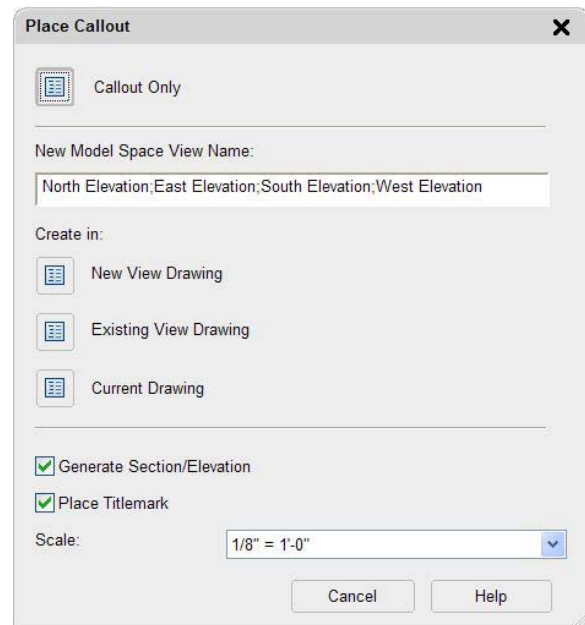 Place Callout
Callout Only
New Model Space View Name:
North Elevation;East Elevation;South Elevation;West Elevation
Create in:
New View Drawing
Existing View Drawing
Current Drawing
Generate Section/Elevation
Place Titlemark
Scale:
1/8" = 1'-0"
Cancel
Help